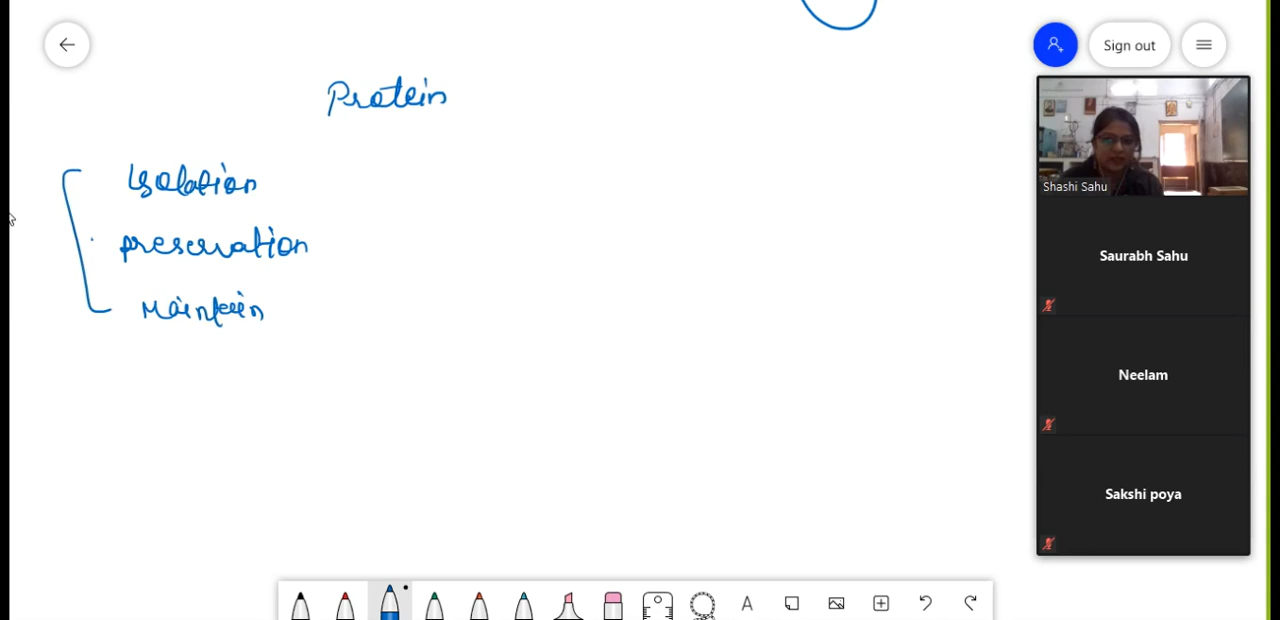 Sign out
Protein
Isolation
preservation
Maintain
Shashi Sahu
Saurabh Sahu
Neelam
Sakshi poya
A